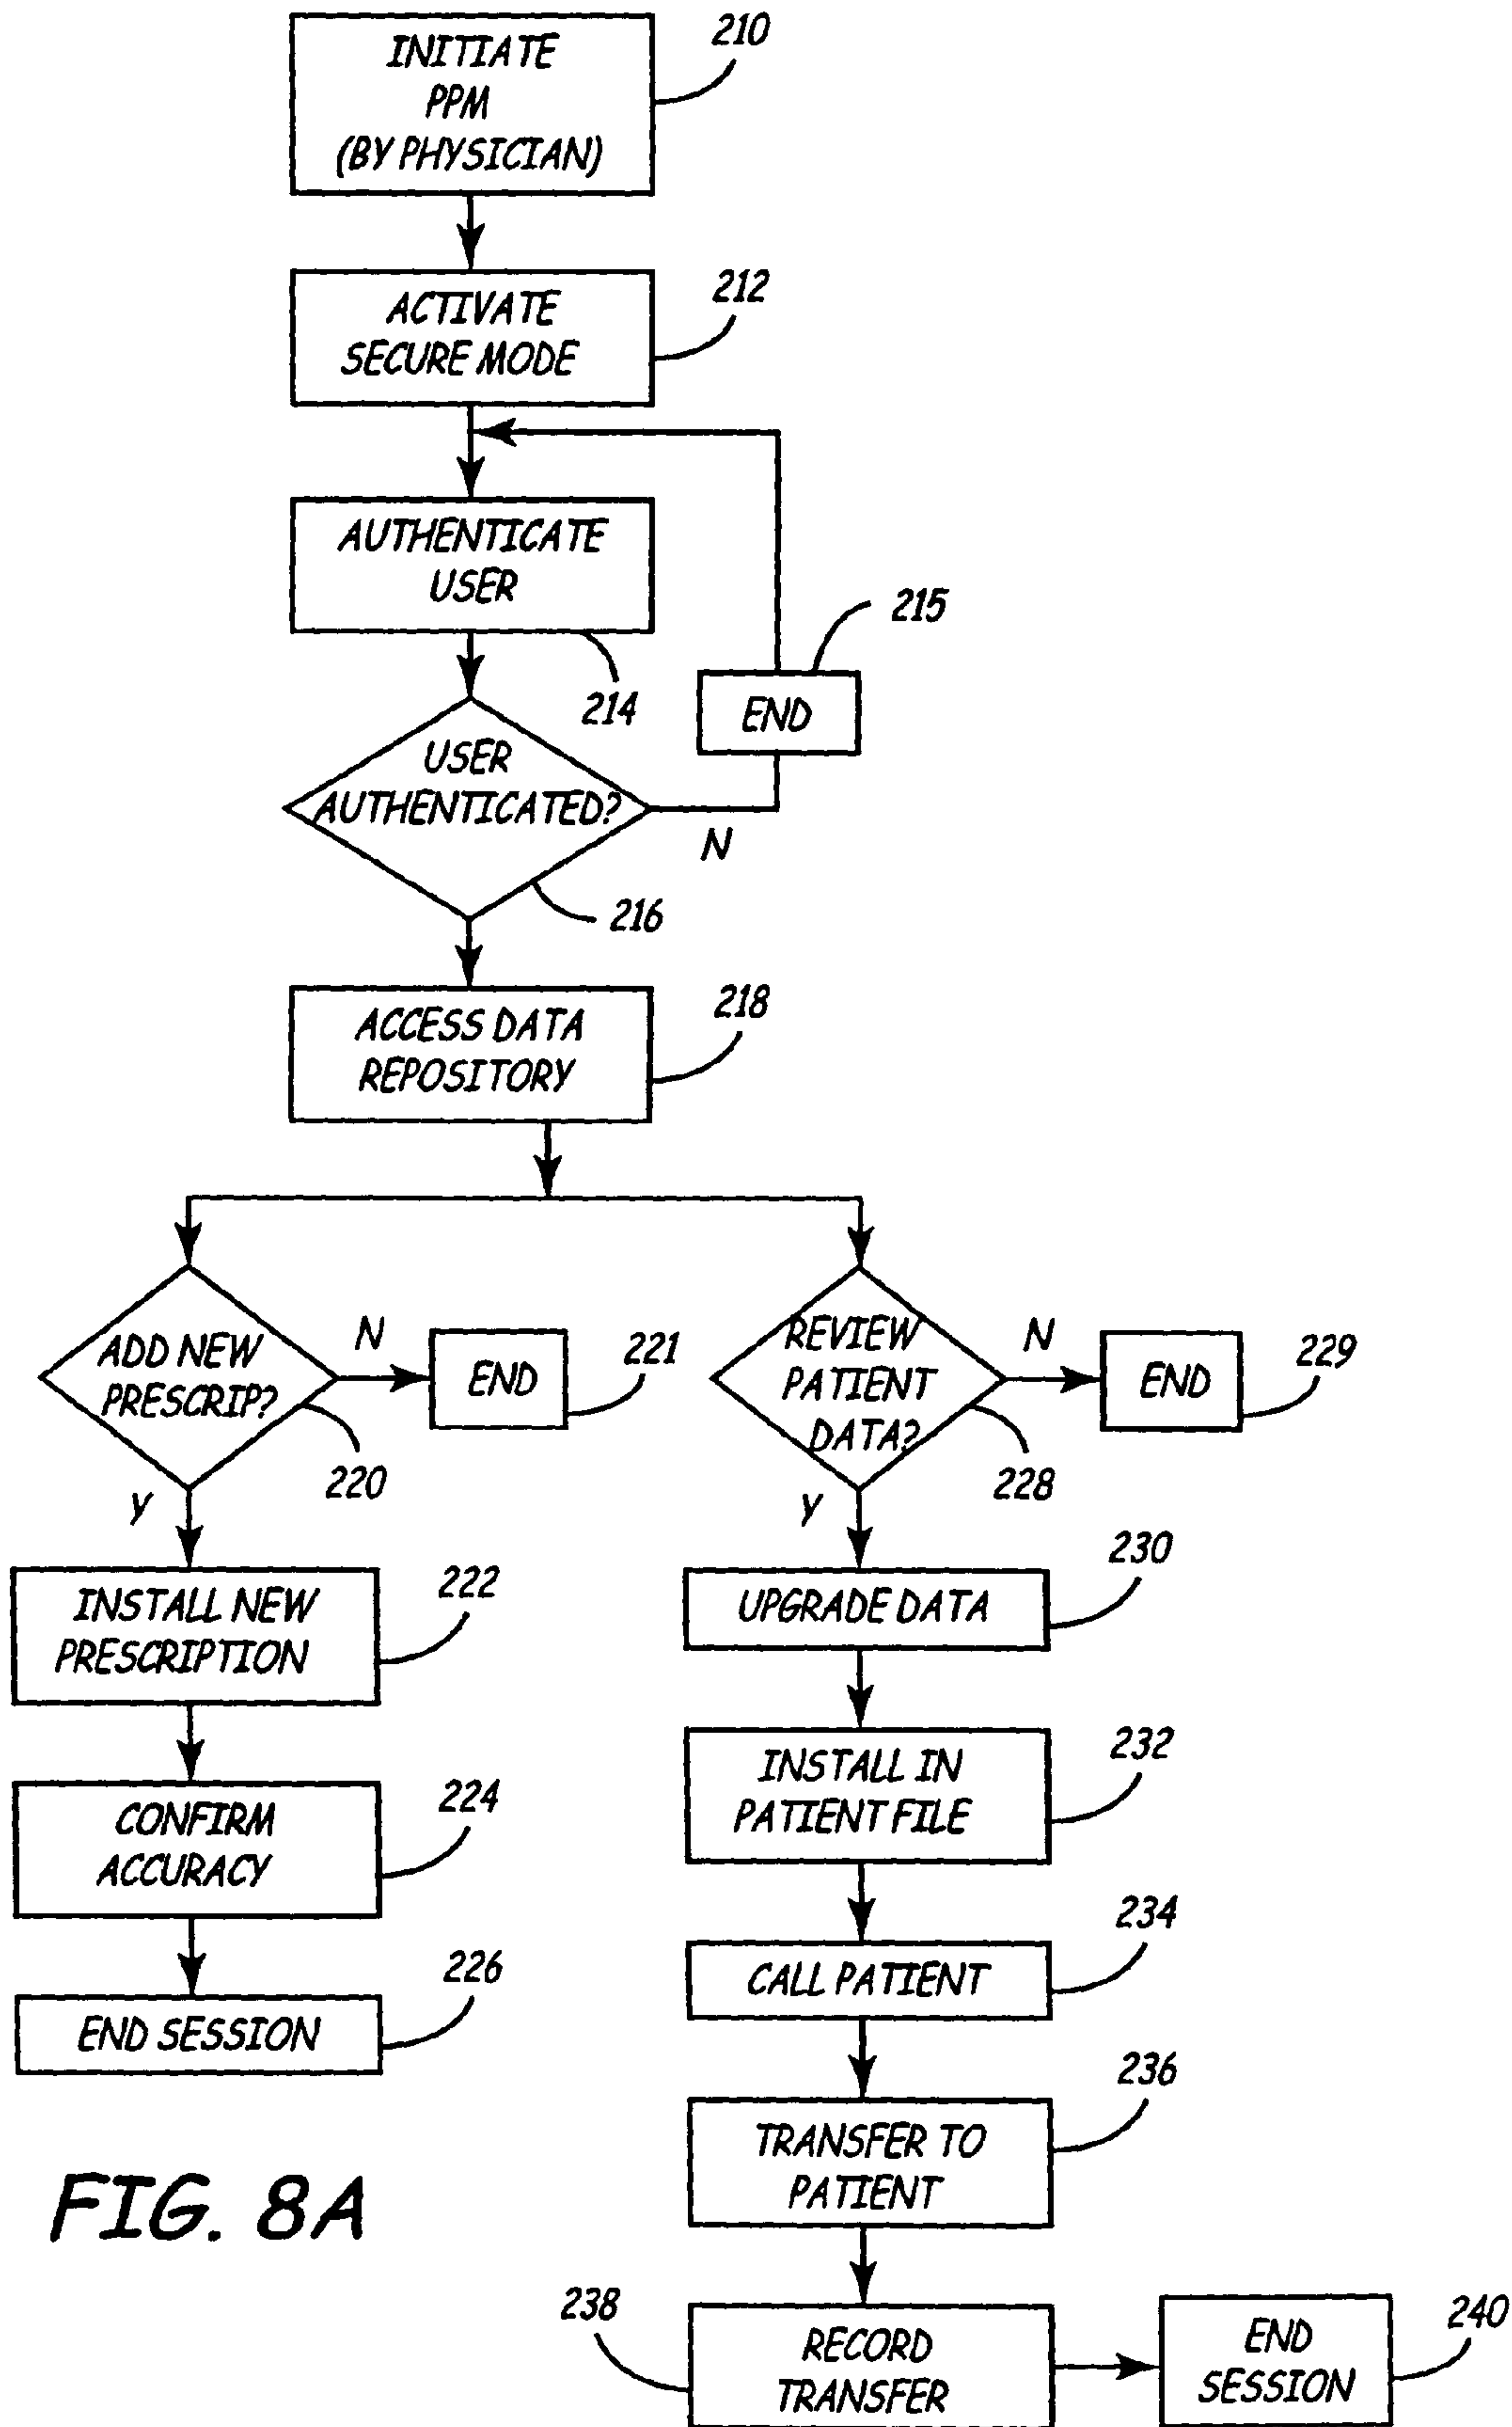 210
INITIATE
PPM
(BY PHYSICIAN)
212
ACTIVATE
SECURE MODE
AUTHENTICATE
USER
214
215
END
USER
AUTHENTICATED?
N
216
218
ACCESS DATA
REPOSITORY
ADD NEW
PRESCRIP?
N
END
221
220
Y
REVIEW
PATIENT
DATA?
N
END
229
228
Y
INSTALL NEW
PRESCRIPTION
222
CONFIRM
ACCURACY
224
END SESSION
226
UPGRADE DATA
230
INSTALL IN
PATIENT FILE
232
CALL PATIENT
234
TRANSFER TO
PATIENT
236
RECORD
TRANSFER
238
END
SESSION
240
FIG. 8A